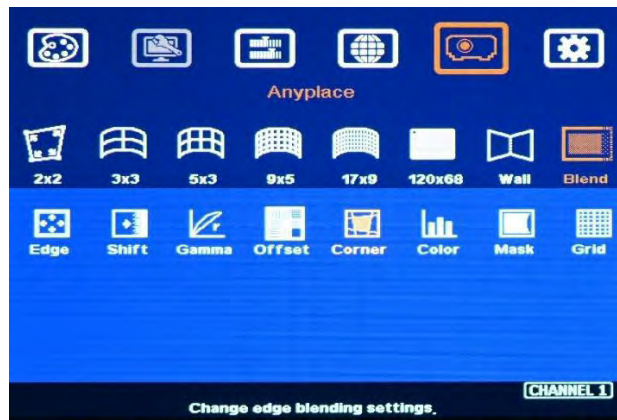 Anyplace
2x2 3x3 5x3 9x5 17x9 120x68 Wall Blend
Edge Shift Gamma Offset Corner Color Mask Grid
CHANNEL 1
Change edge blending settings.